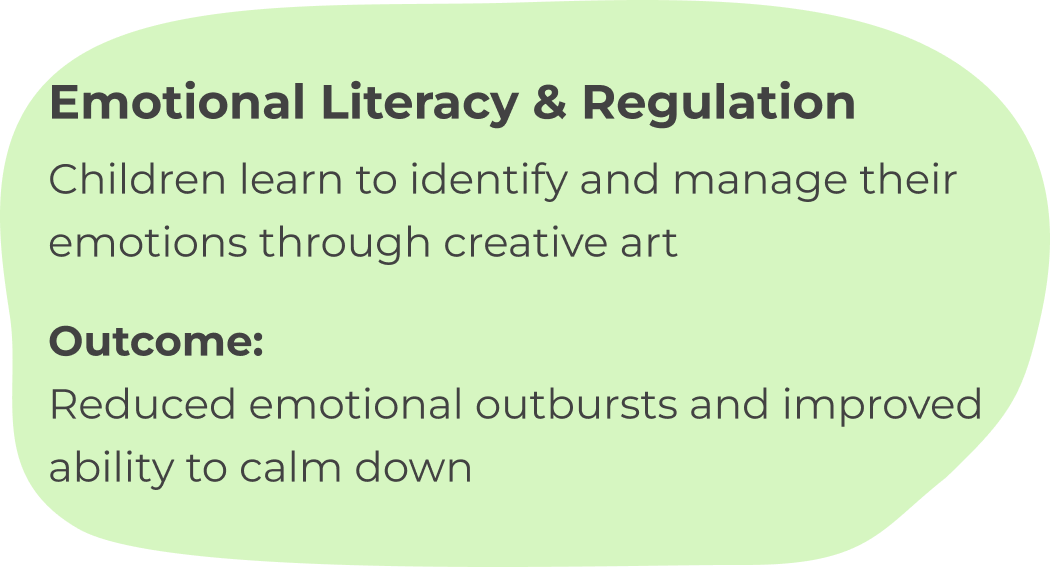 Emotional Literacy & Regulation
Children learn to identify and manage their
emotions through creative art
Outcome:
Reduced emotional outbursts and improved
ability to calm down